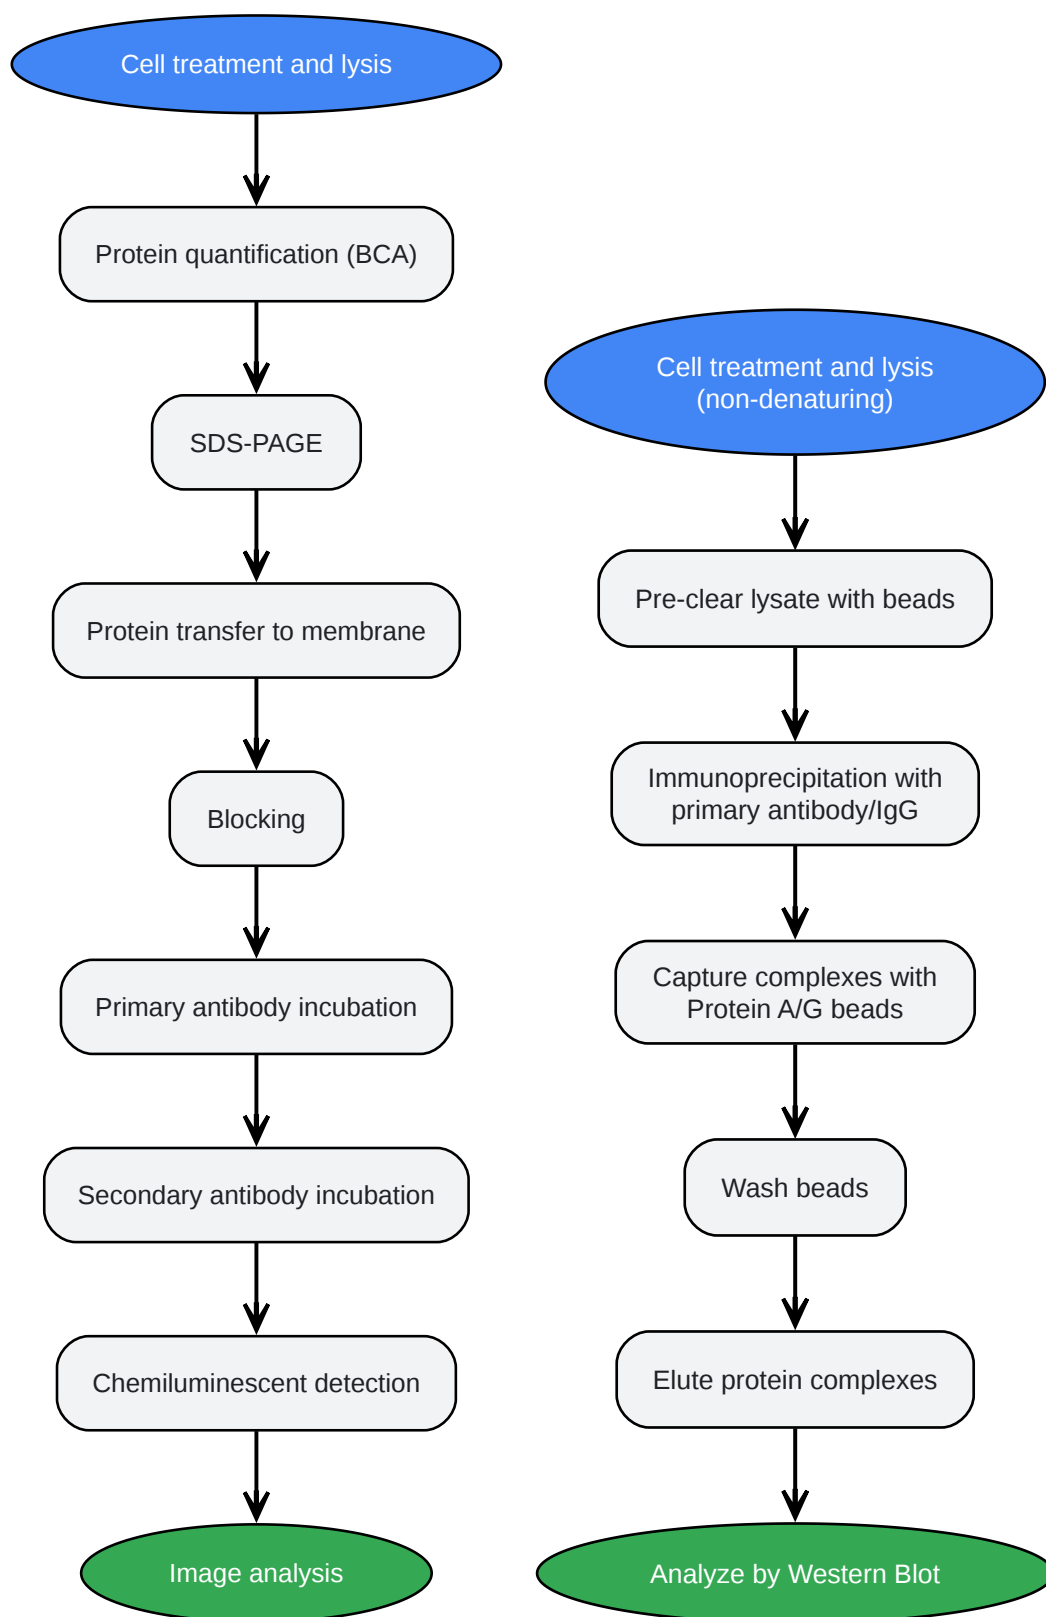 Cell treatment and lysis
Protein quantification (BCA)
SDS-PAGE
Protein transfer to membrane
Blocking
Primary antibody incubation
Secondary antibody incubation
Chemiluminescent detection
Image analysis
Cell treatment and lysis
(non-denaturing)
Pre-clear lysate with beads
Immunoprecipitation with
primary antibody/IgG
Capture complexes with
Protein A/G beads
Wash beads
Elute protein complexes
Analyze by Western Blot